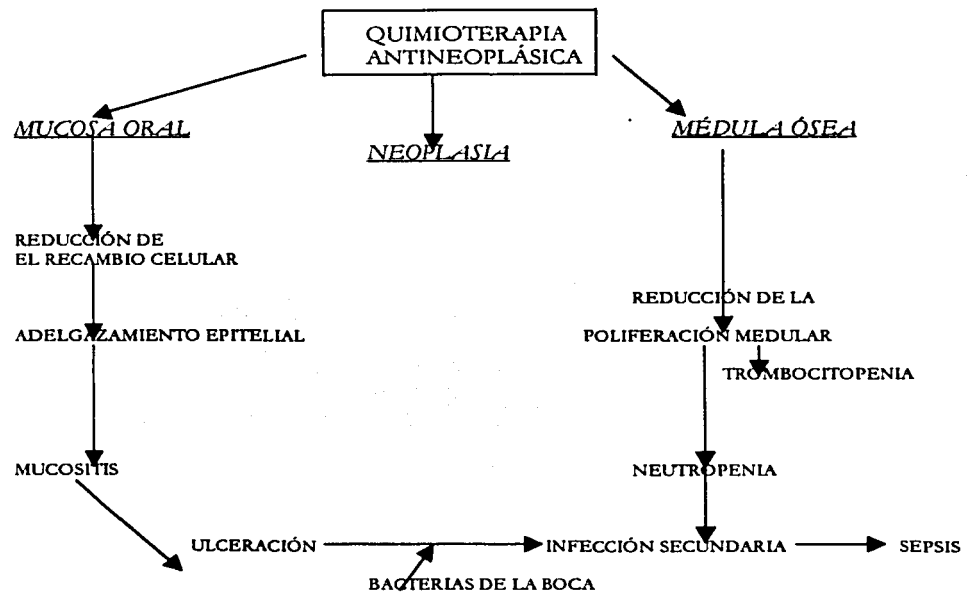 QUIMIOTERAPIA
ANTINEOPLÁSICA
MUCOSA ORAL
NEOPLASIA
MÉDULA ÓSEA
REDUCCIÓN DE
EL RECAMBIO CELULAR
ADELGAZAMIENTO EPITELIAL
MUCOSITIS
REDUCCIÓN DE LA
POLIFERACIÓN MEDULAR
TROMBOCITOPENIA
NEUTROPENIA
ULCERACIÓN
INFECCIÓN SECUNDARIA
SEPSIS
BACTERIAS DE LA BOCA